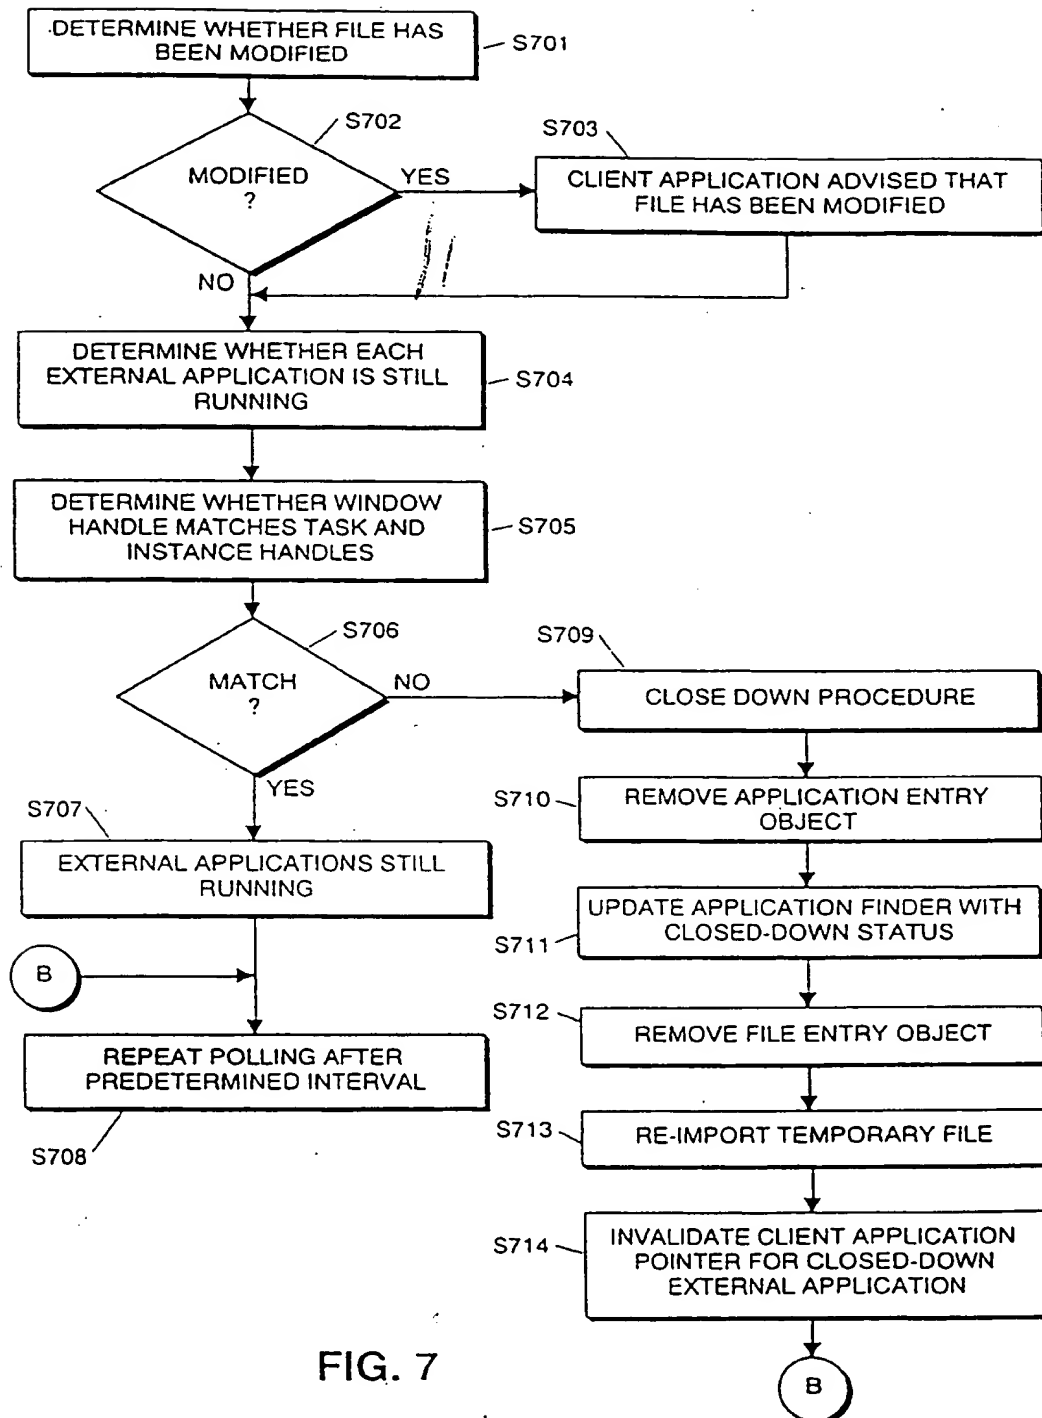 DETERMINE WHETHER FILE HAS
BEEN MODIFIED
S701
S702
MODIFIED
?
YES
NO
S703
CLIENT APPLICATION ADVISED THAT
FILE HAS BEEN MODIFIED
DETERMINE WHETHER EACH
EXTERNAL APPLICATION IS STILL
RUNNING
S704
DETERMINE WHETHER WINDOW
HANDLE MATCHES TASK AND
INSTANCE HANDLES
S705
S706
MATCH
?
NO
YES
S707
EXTERNAL APPLICATIONS STILL
RUNNING
B
REPEAT POLLING AFTER
PREDETERMINED INTERVAL
S708
S709
CLOSE DOWN PROCEDURE
S710
REMOVE APPLICATION ENTRY
OBJECT
UPDATE APPLICATION FINDER WITH
CLOSED-DOWN STATUS
S711
S712
REMOVE FILE ENTRY OBJECT
S713
RE-IMPORT TEMPORARY FILE
S714
INVALIDATE CLIENT APPLICATION
POINTER FOR CLOSED-DOWN
EXTERNAL APPLICATION
B
FIG. 7